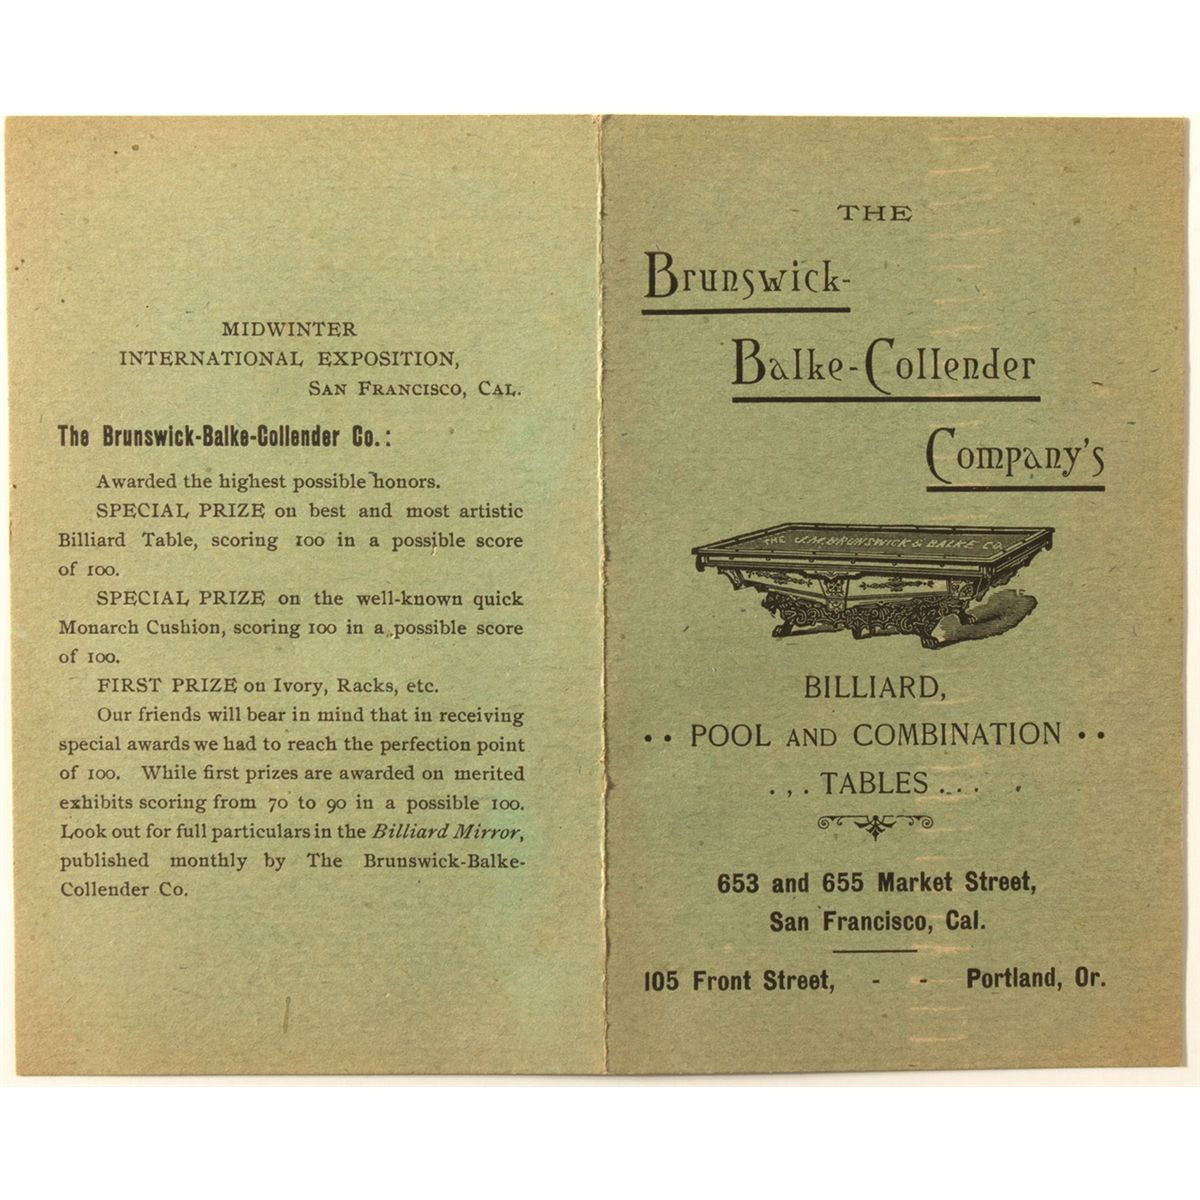 MIDWINTER
INTERNATIONAL EXPOSITION,
SAN FRANCISCO, CAL.
The Brunswick-Balke-Collender Co.:
Awarded the highest possible honors.
SPECIAL PRIZE on best and most artistic
Billiard Table, scoring 100 in a possible score
of 100.
SPECIAL PRIZE on the well-known quick
Monarch Cushion, scoring 100 in a possible score
of 100.
FIRST PRIZE on Ivory, Racks, etc.
Our friends will bear in mind that in receiving
special awards we had to reach the perfection point
of 100. While first prizes are awarded on merited
exhibits scoring from 70 to 90 in a possible 100.
Look out for full particulars in the Billiard Mirror,
published monthly by The Brunswick-Balke-
Collender Co.
THE
Brunswick-
Balke-Collender
Company's
THE J.M. BRUNSWICK & BALKE CO.
BILLIARD,
·· POOL AND COMBINATION ··
... TABLES ...
653 and 655 Market Street,
San Francisco, Cal.
105 Front Street, - - Portland, Or.